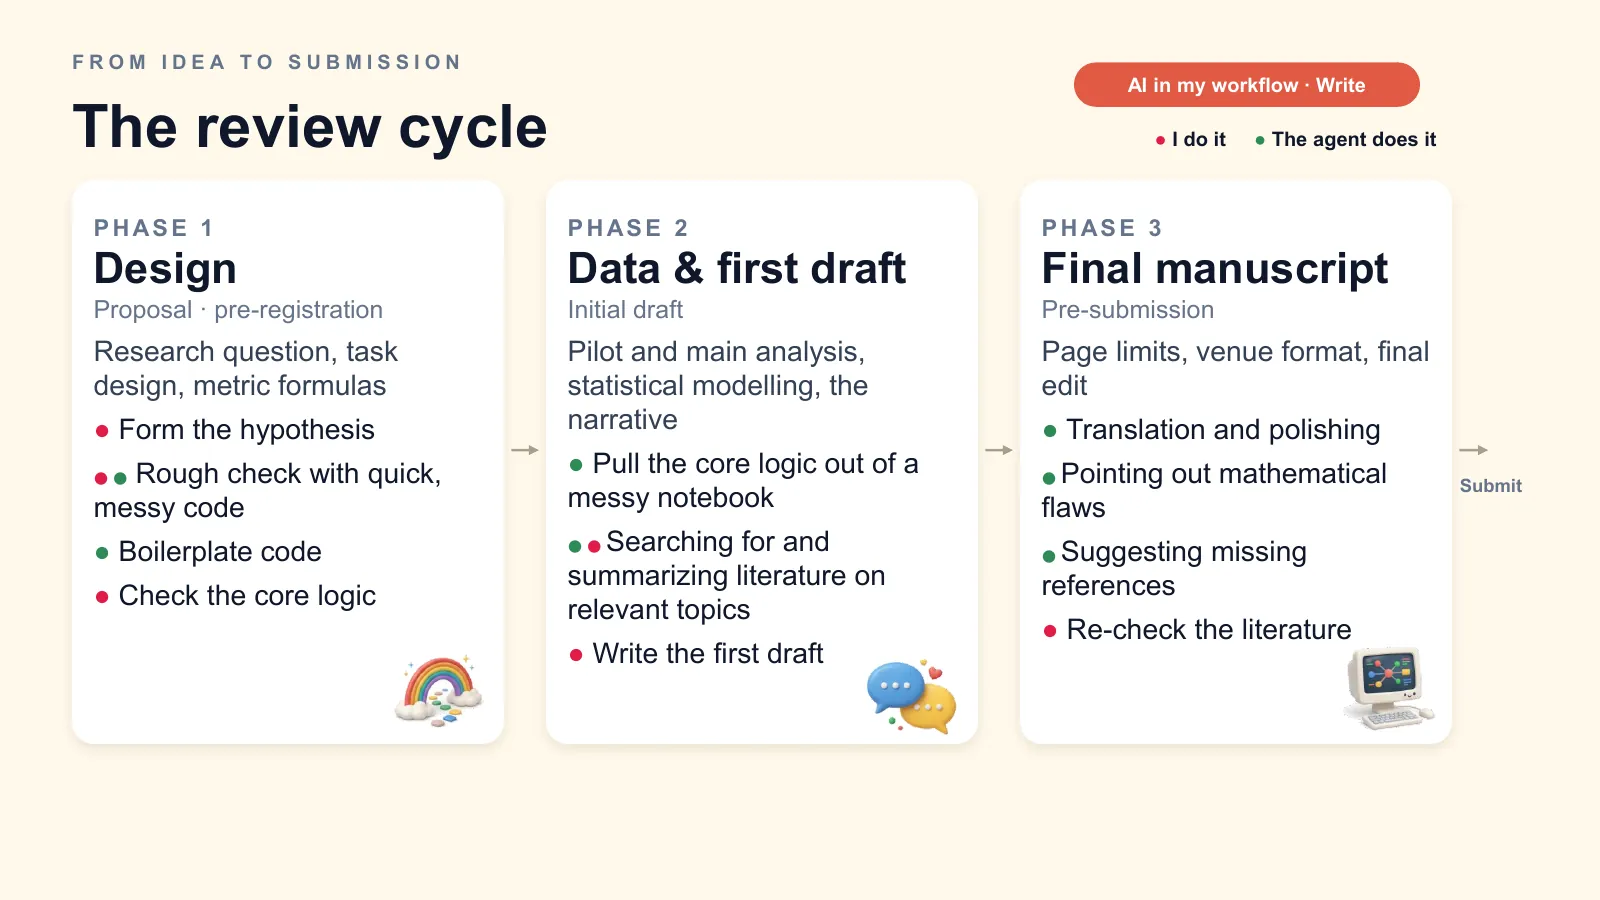 FROM IDEA TO SUBMISSION
The review cycle
AI in my workflow · Write
● I do it ● The agent does it
PHASE 1
Design
Proposal · pre-registration
Research question, task
design, metric formulas
● Form the hypothesis
● ● Rough check with quick,
messy code
● Boilerplate code
● Check the core logic
PHASE 2
Data & first draft
Initial draft
Pilot and main analysis,
statistical modelling, the
narrative
● Pull the core logic out of a
messy notebook
● ● Searching for and
summarizing literature on
relevant topics
● Write the first draft
PHASE 3
Final manuscript
Pre-submission
Page limits, venue format, final
edit
● Translation and polishing
● Pointing out mathematical
flaws
● Suggesting missing
references
● Re-check the literature
Submit